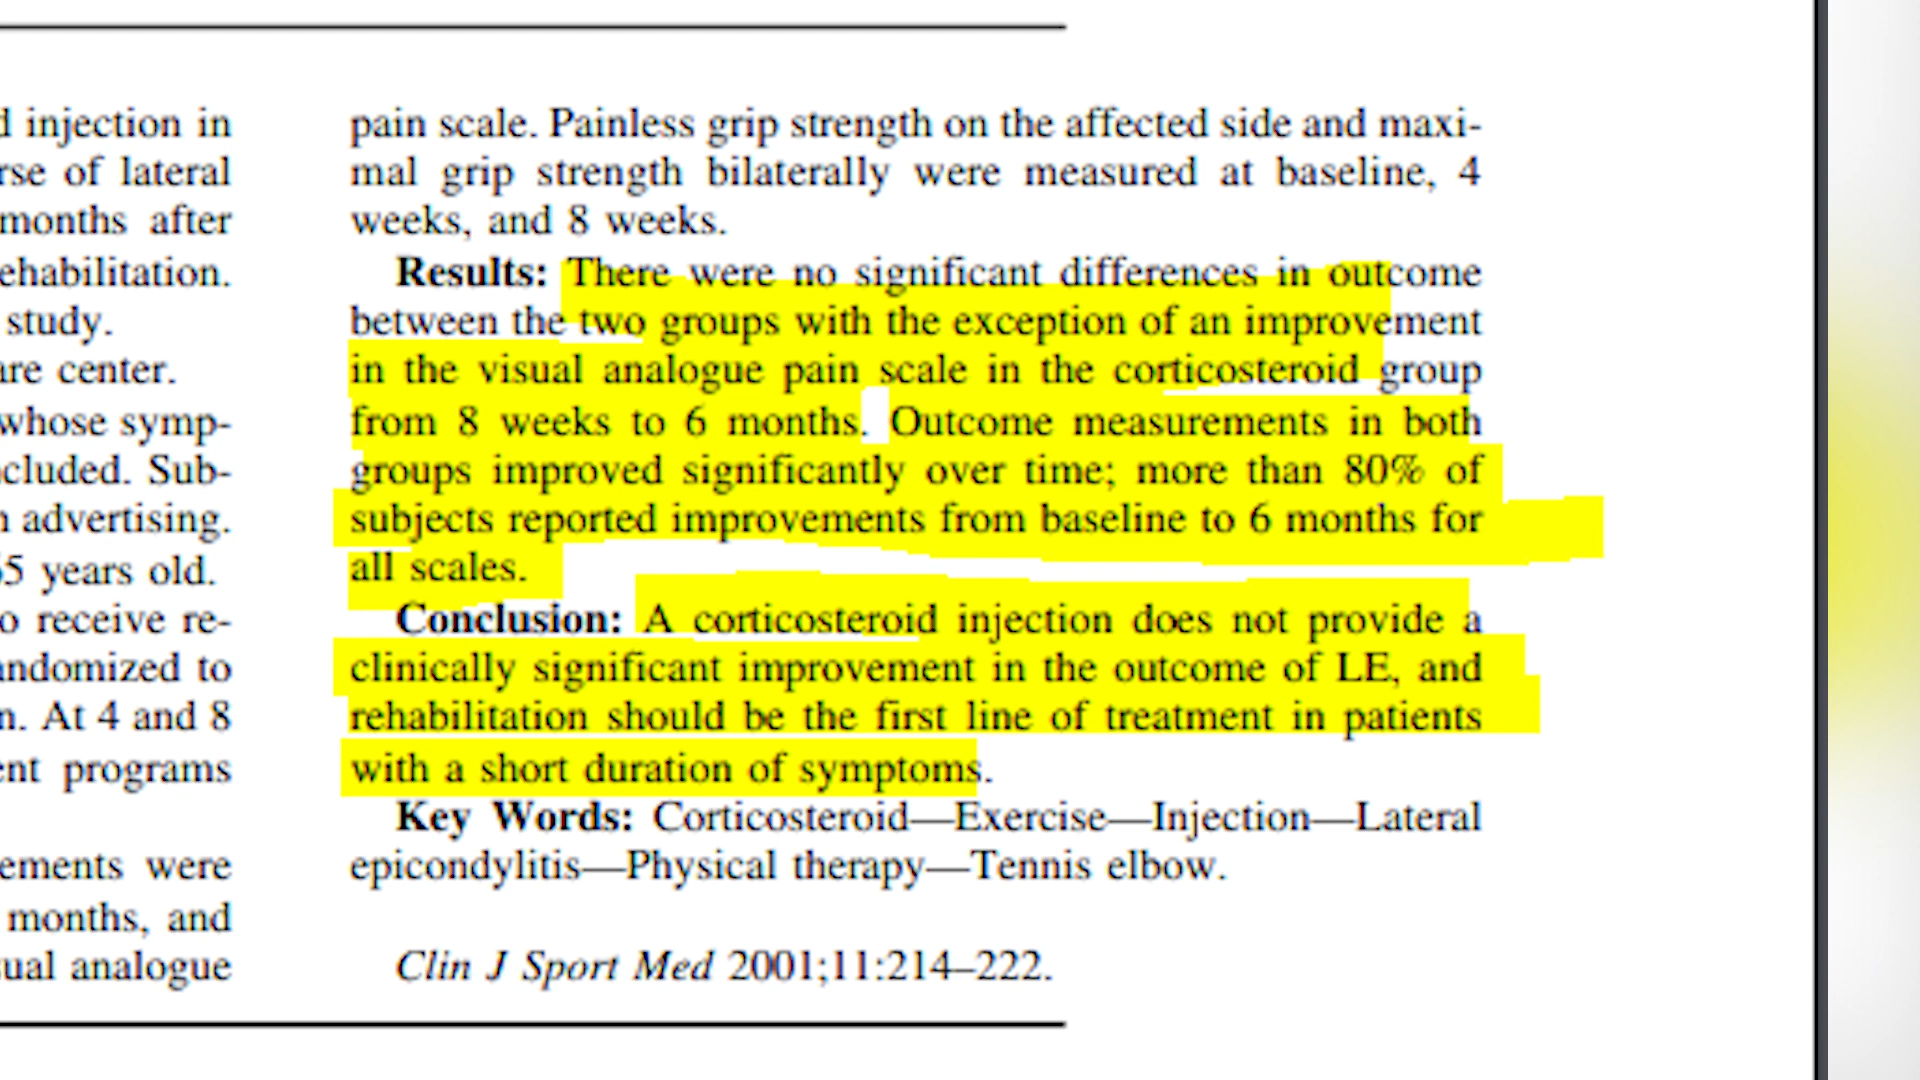 d injection in
rse of lateral
months after
ehabilitation.
study.
are center.
whose symp-
cluded. Sub-
n advertising.
65 years old.
o receive re-
andomized to
n. At 4 and 8
ent programs
ements were
months, and
ual analogue
pain scale. Painless grip strength on the affected side and maxi-
mal grip strength bilaterally were measured at baseline, 4
weeks, and 8 weeks.
Results: There were no significant differences in outcome
between the two groups with the exception of an improvement
in the visual analogue pain scale in the corticosteroid group
from 8 weeks to 6 months. Outcome measurements in both
groups improved significantly over time; more than 80% of
subjects reported improvements from baseline to 6 months for
all scales.
Conclusion: A corticosteroid injection does not provide a
clinically significant improvement in the outcome of LE, and
rehabilitation should be the first line of treatment in patients
with a short duration of symptoms.
Key Words: Corticosteroid—Exercise—Injection—Lateral
epicondylitis—Physical therapy—Tennis elbow.
Clin J Sport Med 2001;11:214–222.